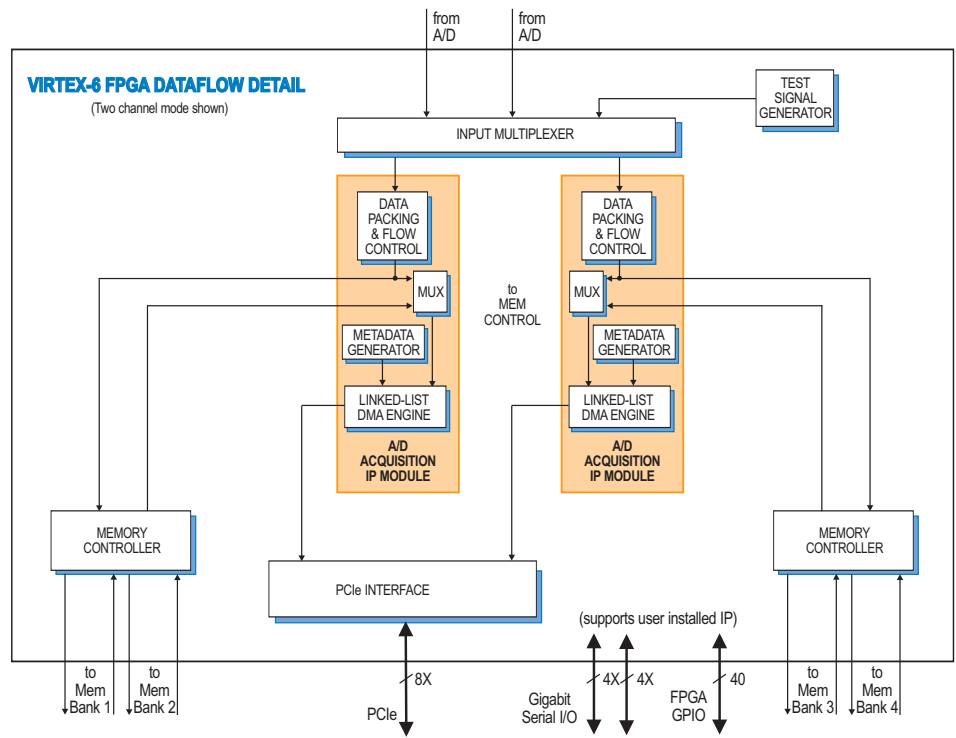 from
A/D
from
A/D
VIRTEX-6 FPGA DATAFLOW DETAIL
(Two channel mode shown)
TEST
SIGNAL
GENERATOR
INPUT MULTIPLEXER
DATA
PACKING
& FLOW
CONTROL
DATA
PACKING
& FLOW
CONTROL
MUX
to
MEM
CONTROL
MUX
METADATA
GENERATOR
METADATA
GENERATOR
LINKED-LIST
DMA ENGINE
LINKED-LIST
DMA ENGINE
A/D
ACQUISITION
IP MODULE
A/D
ACQUISITION
IP MODULE
MEMORY
CONTROLLER
MEMORY
CONTROLLER
PCIe INTERFACE
(supports user installed IP)
to
Mem
Bank 1
to
Mem
Bank 2
8X
PCIe
4X
4X
Gigabit
Serial I/O
40
FPGA
GPIO
to
Mem
Bank 3
to
Mem
Bank 4